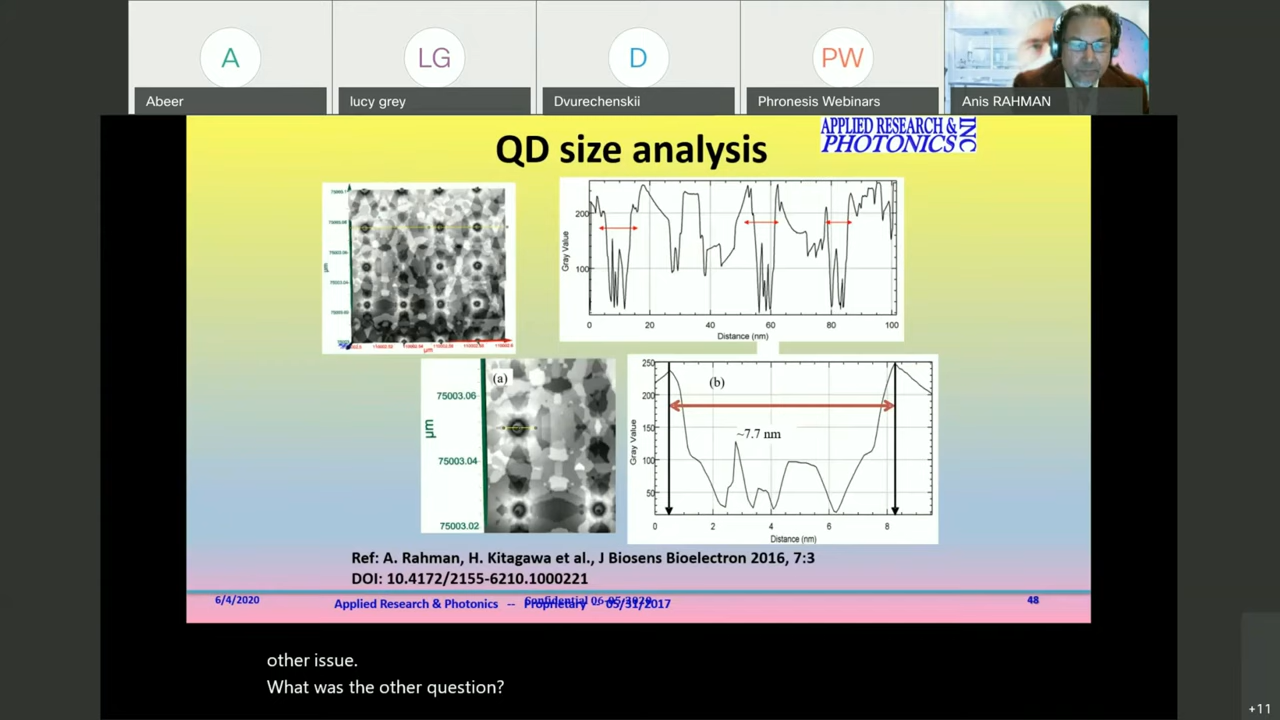 A
LG
D
PW
Abeer
lucy grey
Dvurechenskii
Phronesis Webinars
Anis RAHMAN
QD size analysis
APPLIED RESEARCH &
PHOTONICS INC
200
100
Gray Value
0 20 40 60 80 100
Distance (nm)
µm
µm
(a)
75003.06
75003.04
75003.02
µm
(b)
250
200
150
100
50
Gray Value
~7.7 nm
0 2 4 6 8
Distance (nm)
Ref: A. Rahman, H. Kitagawa et al., J Biosens Bioelectron 2016, 7:3
DOI: 10.4172/2155-6210.1000221
6/4/2020
Applied Research & Photonics -- Proprietary -- 05/31/2017
48
other issue.
What was the other question?
+11